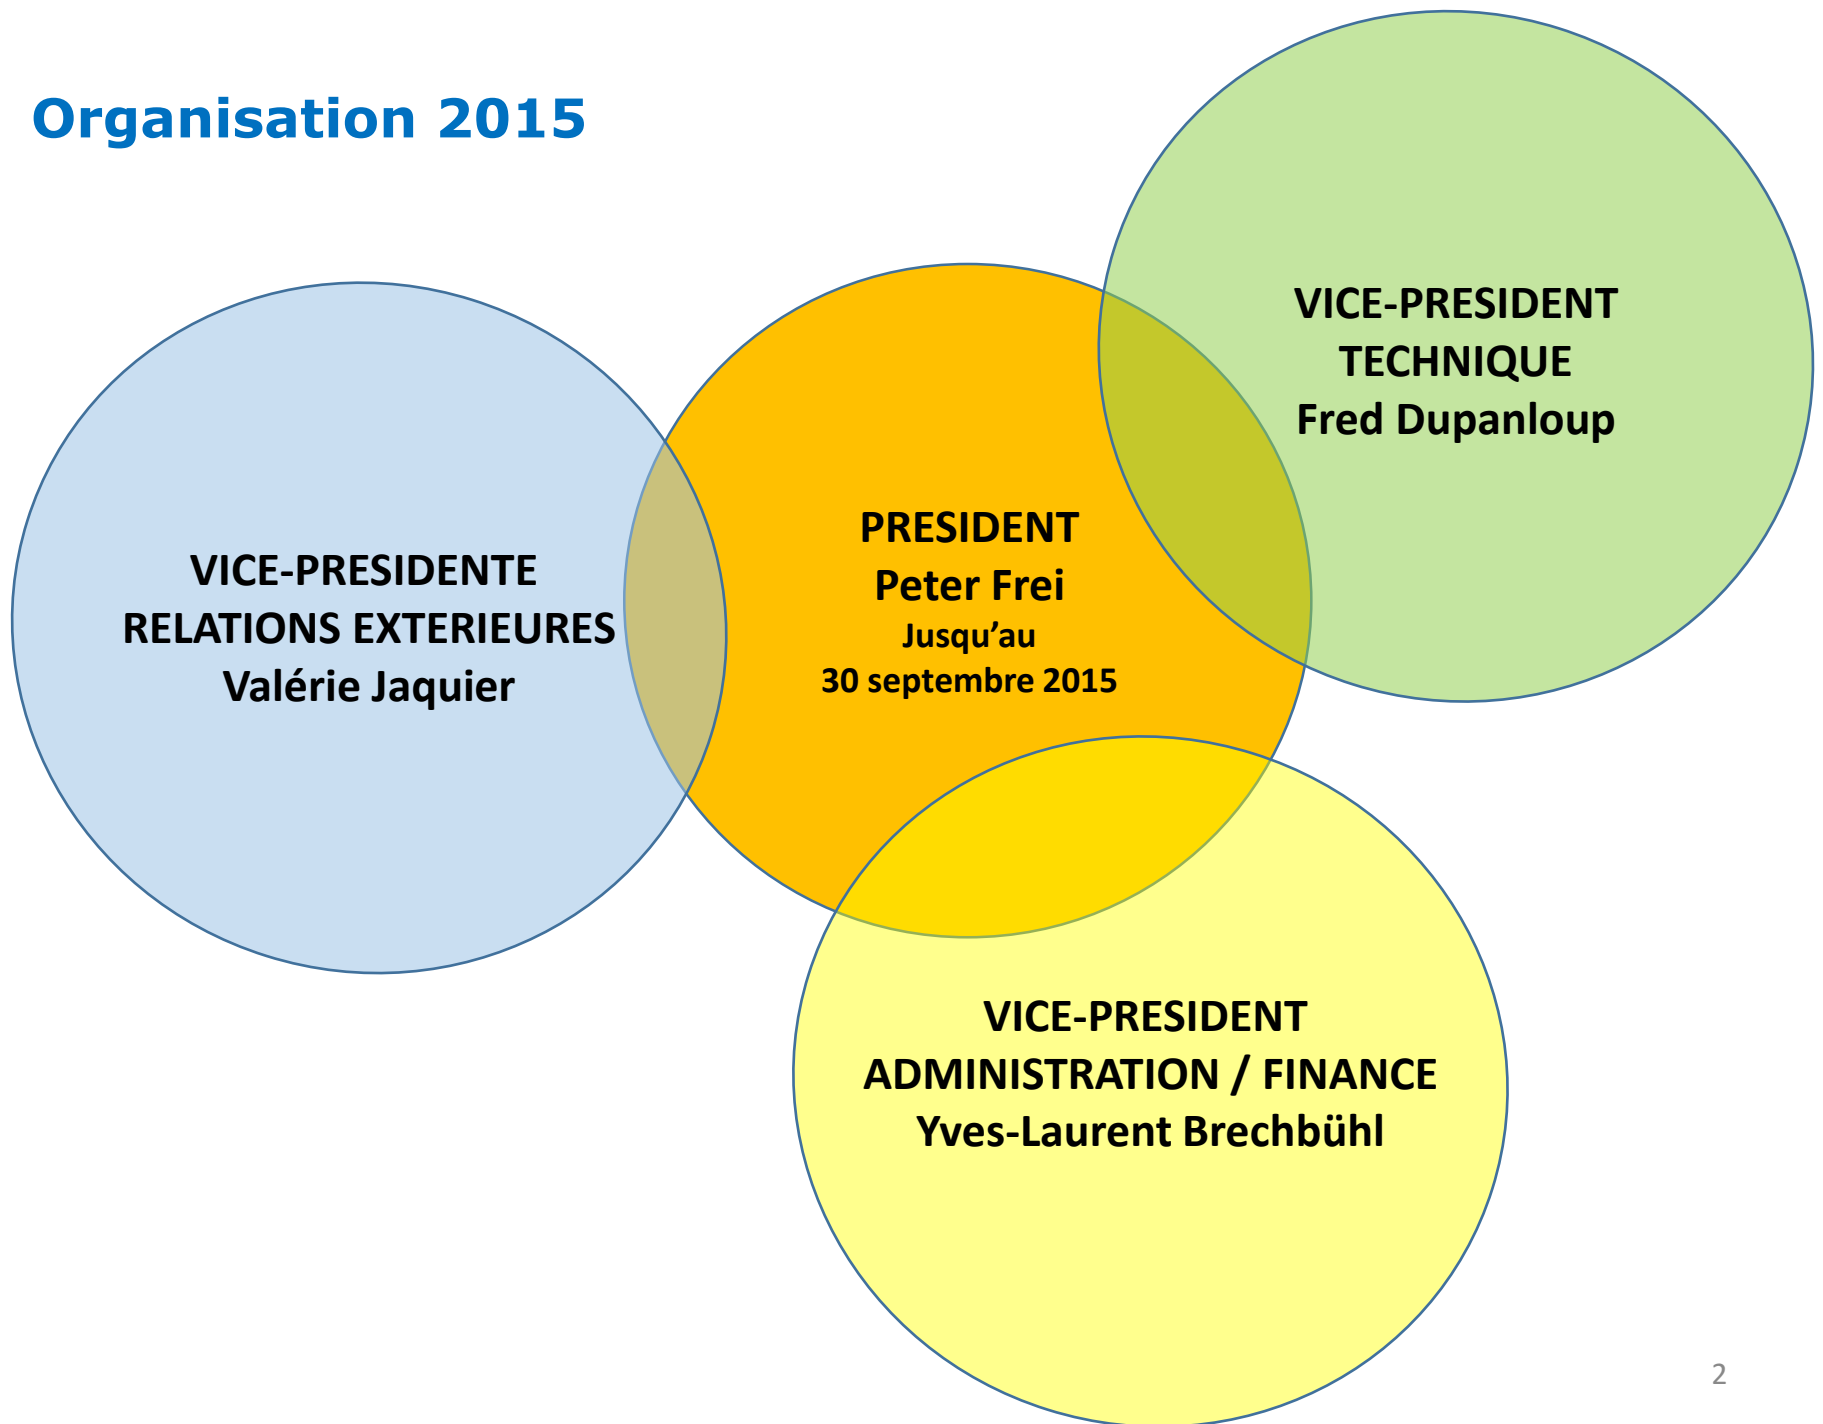 Organisation 2015
VICE-PRESIDENT
TECHNIQUE
Fred Dupanloup
PRESIDENT
Peter Frei
Jusqu’au
30 septembre 2015
VICE-PRESIDENTE
RELATIONS EXTERIEURES
Valérie Jaquier
VICE-PRESIDENT
ADMINISTRATION / FINANCE
Yves-Laurent Brechbühl
2